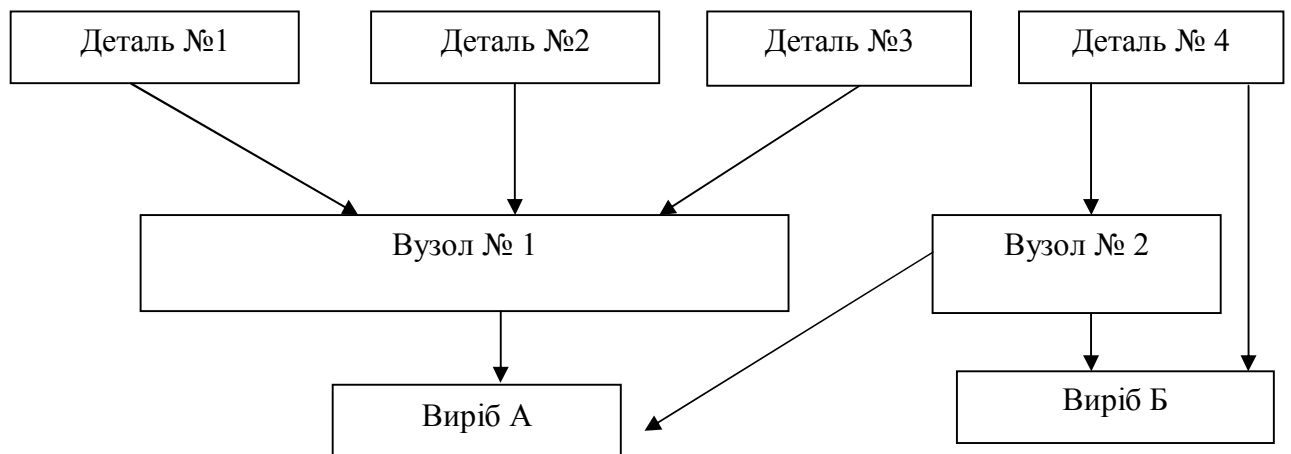 Деталь №1
Деталь №2
Деталь №3
Деталь № 4
Вузол № 1
Вузол № 2
Виріб А
Виріб Б